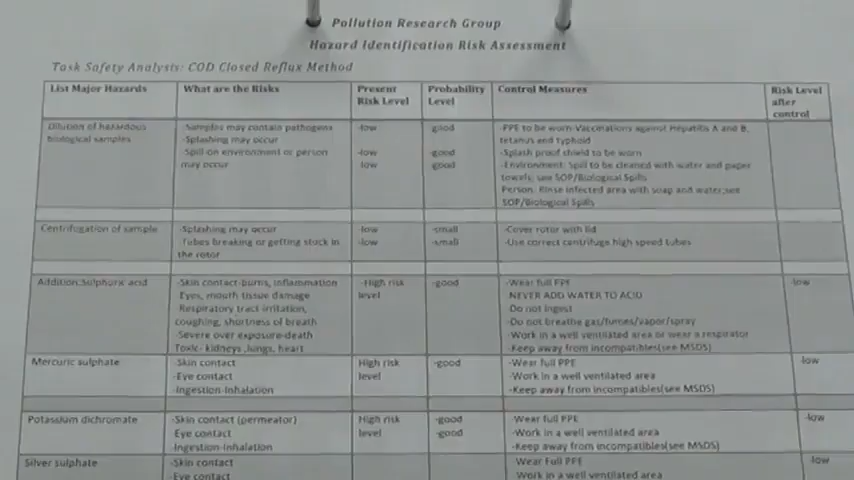 Pollution Research Group
Hazard Identification Risk Assessment
Task Safety Analysis: COD Closed Reflux Method
List Major Hazards What are the Risks Present Risk Level Probability Level Control Measures Risk Level after control
Dilution of hazardous biological samples
-Samples may contain pathogens
-Splashing may occur
-Spill on environment or person may occur
-low
-low
low
-good
-good
-good
-PPE to be worn-Vaccinations against Hepatitis A and B, tetanus and typhoid
-Splash proof shield to be worn
-Environment: Spill to be cleaned with water and paper towels; see SOP/Biological Spills
Person: Rinse infected area with soap and water;see SOP/Biological Spills
Centrifugation of sample
-Splashing may occur
-Tubes breaking or getting stuck in the rotor
-low
-low
-small
-small
-Cover rotor with lid
-Use correct centrifuge high speed tubes
Addition:Sulphuric acid
-Skin contact-burns, inflammation
Eyes, mouth tissue damage
Respiratory tract-irritation, coughing, shortness of breath
-Severe over exposure-death
Toxic- kidneys ,lungs, heart
-High risk level
-good
-Wear full PPE
NEVER ADD WATER TO ACID
-Do not ingest
-Do not breathe gas/fumes/vapor/spray
-Work in a well ventilated area or wear a respirator
-Keep away from incompatibles(see MSDS)
-low
Mercuric sulphate
-Skin contact
-Eye contact
-Ingestion-Inhalation
High risk level
-good
-Wear full PPE
-Work in a well ventilated area
-Keep away from incompatibles(see MSDS)
-low
Potassium dichromate
-Skin contact (permeator)
Eye contact
-Ingestion-Inhalation
High risk level
-good
-good
-Wear full PPE
-Work in a well ventilated area
-Keep away from incompatibles(see MSDS)
-low
Silver sulphate
-Skin contact
-Eye contact
-Wear Full PPE
-Work in a well ventilated area
-low